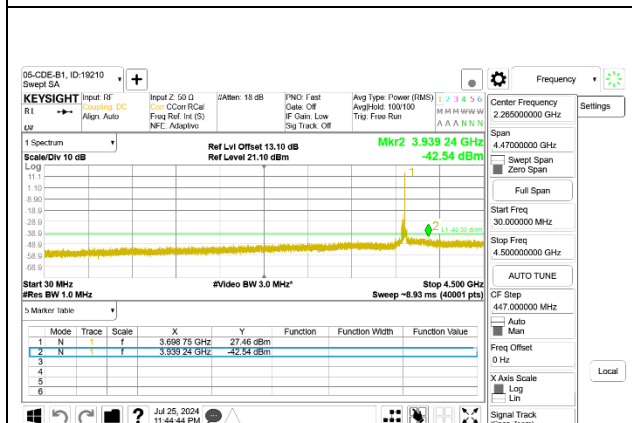 05-CDE-B1, ID:19210
Swept SA
Frequency
Settings
KEYSIGHT
Input: RF
Input Z: 50 Ω
#Atten: 18 dB
PNO: Fast
Avg Type: Power (RMS)
1 2 3 4 5 6
RL
Coupling: DC
Corr CCorr RCal
Gate: Off
Avg|Hold: 100/100
M M M W W W
Align: Auto
Freq Ref: Int (S)
IF Gain: Low
Trig: Free Run
A A A N N N
NFE: Adaptive
Sig Track: Off
1 Spectrum
Ref Lvl Offset 13.10 dB
Mkr2 3.939 24 GHz
Scale/Div 10 dB
Ref Level 21.10 dBm
-42.54 dBm
Log
11.1
1.10
-8.90
-18.9
-28.9
-38.9
-48.9
-58.9
-68.9
1
2
Start 30 MHz
#Video BW 3.0 MHz*
Stop 4.500 GHz
#Res BW 1.0 MHz
Sweep ~8.93 ms (40001 pts)
5 Marker Table
Mode Trace Scale X Y Function Function Width Function Value
1 N 1 f 3.698 75 GHz 27.46 dBm
2 N 1 f 3.939 24 GHz -42.54 dBm
3
4
5
6
Jul 25, 2024
11:44:44 PM
Center Frequency
2.265000000 GHz
Span
4.47000000 GHz
Swept Span
Zero Span
Full Span
Start Freq
30.000000 MHz
Stop Freq
4.500000000 GHz
AUTO TUNE
CF Step
447.000000 MHz
Auto
Man
Freq Offset
0 Hz
X Axis Scale
Log
Lin
Signal Track
Local